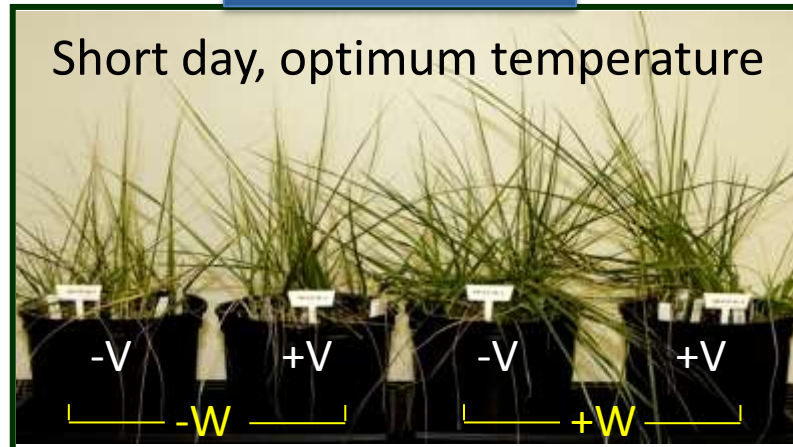 Short day, optimum temperature
-V +V -V +V
-W +W